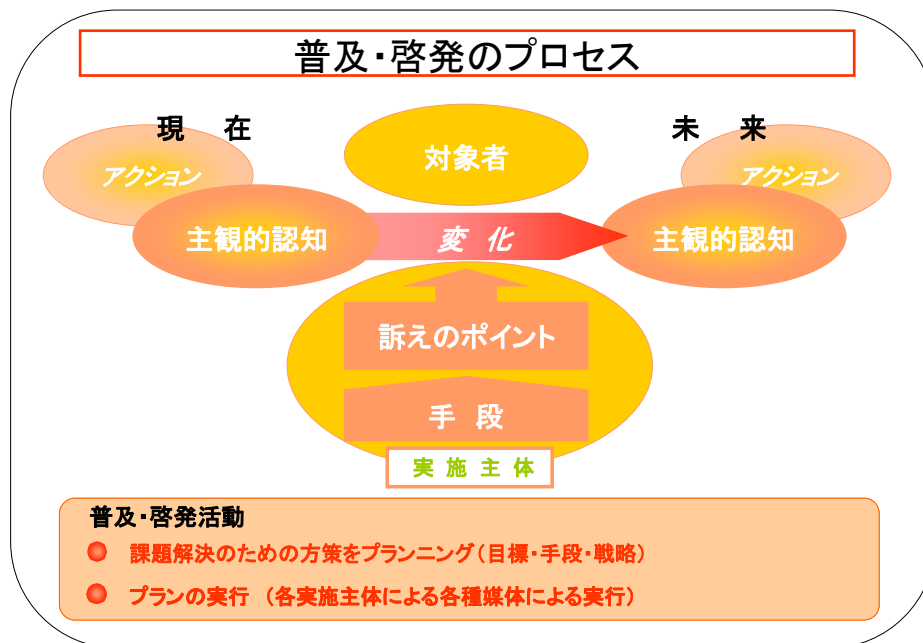 普及・啓発のプロセス
現 在
未 来
対象者
アクション
アクション
主観的認知
変 化
主観的認知
訴えのポイント
手 段
実 施 主 体
普及・啓発活動
課題解決のための方策をプランニング(目標・手段・戦略)
プランの実行 (各実施主体による各種媒体による実行)